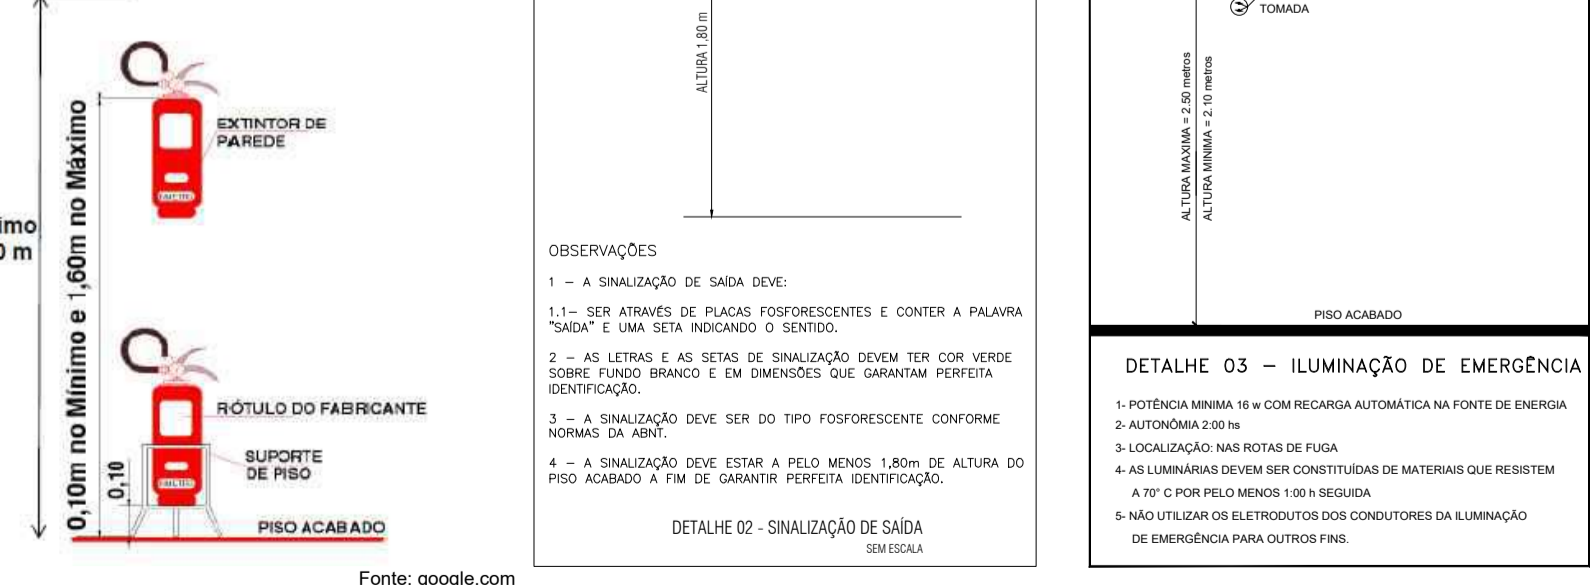 EXTINTOR DE
PAREDE
0,10m no Mínimo e 1,60m no Máximo
RÓTULO DO FABRICANTE
SUPORTE
DE PISO
0,10
PISO ACABADO
Fonte: google.com
ALTURA 1,80 m
OBSERVAÇÕES
1 – A SINALIZAÇÃO DE SAÍDA DEVE:
1.1– SER ATRAVÉS DE PLACAS FOSFORESCENTES E CONTER A PALAVRA
"SAÍDA" E UMA SETA INDICANDO O SENTIDO.
2 – AS LETRAS E AS SETAS DE SINALIZAÇÃO DEVEM TER COR VERDE
SOBRE FUNDO BRANCO E EM DIMENSÕES QUE GARANTAM PERFEITA
IDENTIFICAÇÃO.
3 – A SINALIZAÇÃO DEVE SER DO TIPO FOSFORESCENTE CONFORME
NORMAS DA ABNT.
4 – A SINALIZAÇÃO DEVE ESTAR A PELO MENOS 1,80m DE ALTURA DO
PISO ACABADO A FIM DE GARANTIR PERFEITA IDENTIFICAÇÃO.
DETALHE 02 - SINALIZAÇÃO DE SAÍDA
SEM ESCALA
TOMADA
ALTURA MAXIMA = 2.50 metros
ALTURA MINIMA = 2.10 metros
PISO ACABADO
DETALHE 03 – ILUMINAÇÃO DE EMERGÊNCIA
1- POTÊNCIA MINIMA 16 w COM RECARGA AUTOMÁTICA NA FONTE DE ENERGIA
2- AUTONÔMIA 2:00 hs
3- LOCALIZAÇÃO: NAS ROTAS DE FUGA
4- AS LUMINÁRIAS DEVEM SER CONSTITUÍDAS DE MATERIAIS QUE RESISTEM
A 70° C POR PELO MENOS 1:00 h SEGUIDA
5- NÃO UTILIZAR OS ELETRODUTOS DOS CONDUTORES DA ILUMINAÇÃO
DE EMERGÊNCIA PARA OUTROS FINS.